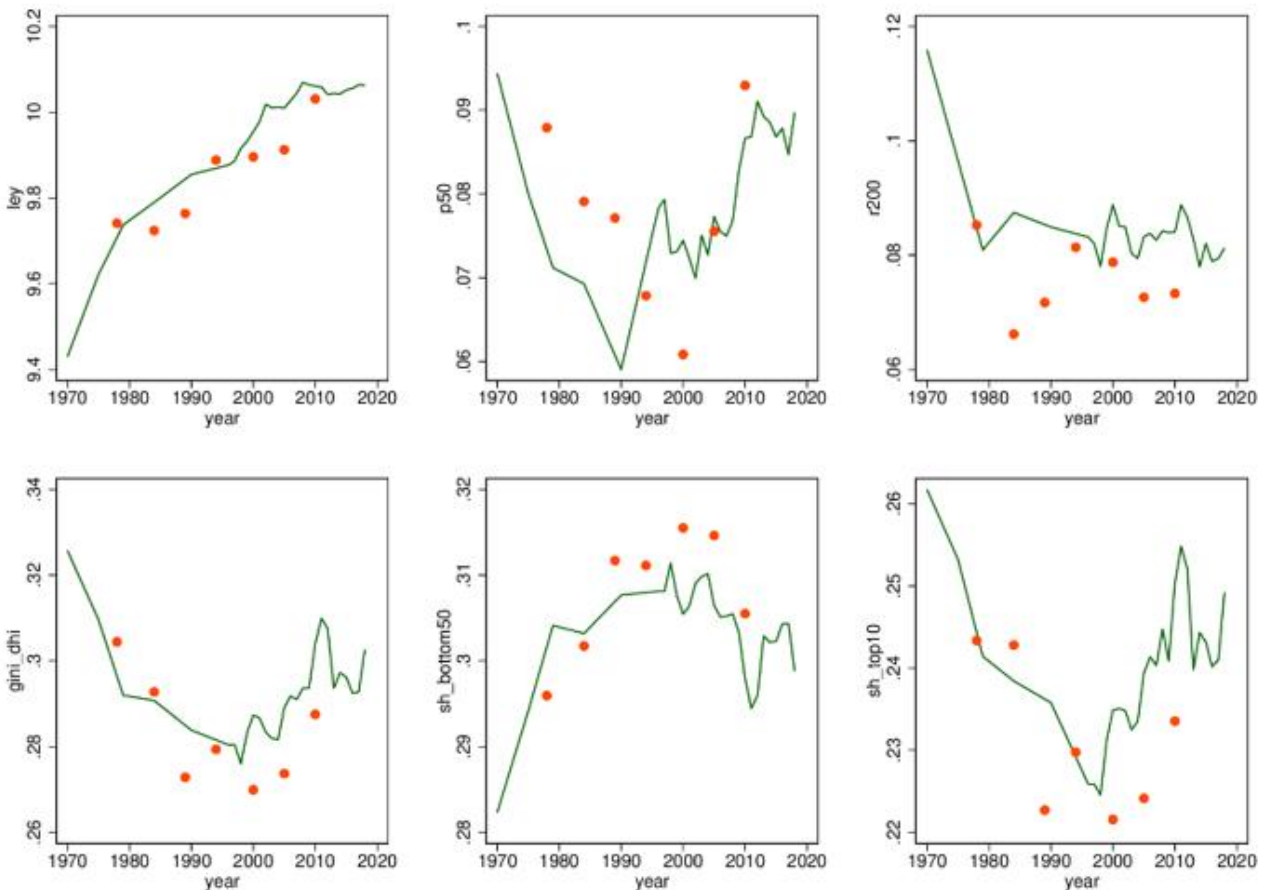 ley
10.2
10
9.8
9.6
9.4
1970 1980 1990 2000 2010 2020
year
p50
.1
.09
.08
.07
.06
1970 1980 1990 2000 2010 2020
year
r200
.12
.1
.08
.06
1970 1980 1990 2000 2010 2020
year
gini_dhi
.34
.32
.3
.28
.26
1970 1980 1990 2000 2010 2020
year
sh_bottom50
.32
.31
.3
.29
.28
1970 1980 1990 2000 2010 2020
year
sh_top10
.26
.25
.24
.23
.22
1970 1980 1990 2000 2010 2020
year